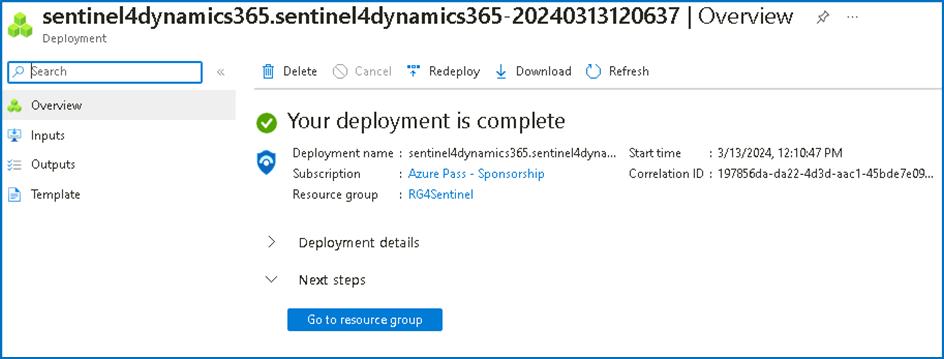 sentinel4dynamics365.sentinel4dynamics365-20240313120637 | Overview
Deployment
Search
Delete Cancel Redeploy Download Refresh
Overview
Inputs
Outputs
Template
Your deployment is complete
Deployment name : sentinel4dynamics365.sentinel4dyna... Start time : 3/13/2024, 12:10:47 PM
Subscription : Azure Pass - Sponsorship Correlation ID : 197856da-da22-4d3d-aac1-45bde7e09...
Resource group : RG4Sentinel
Deployment details
Next steps
Go to resource group